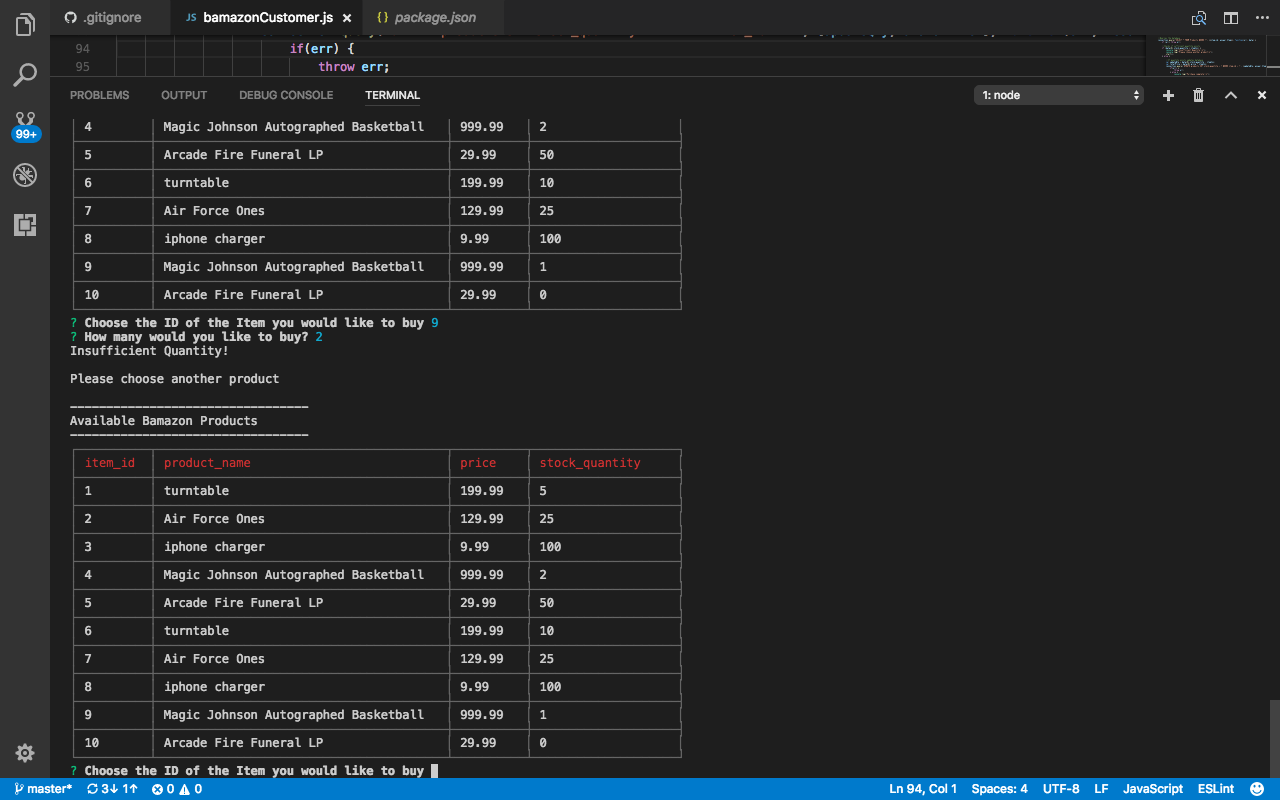 .gitignore JS bamazonCustomer.js × {} package.json ...
94 if(err) {
95 throw err;
PROBLEMS OUTPUT DEBUG CONSOLE TERMINAL 1: node
99+
4 Magic Johnson Autographed Basketball 999.99 2
5 Arcade Fire Funeral LP 29.99 50
6 turntable 199.99 10
7 Air Force Ones 129.99 25
8 iphone charger 9.99 100
9 Magic Johnson Autographed Basketball 999.99 1
10 Arcade Fire Funeral LP 29.99 0
? Choose the ID of the Item you would like to buy 9
? How many would you like to buy? 2
Insufficient Quantity!
Please choose another product
---------------------------------
Available Bamazon Products
---------------------------------
item_id product_name price stock_quantity
1 turntable 199.99 5
2 Air Force Ones 129.99 25
3 iphone charger 9.99 100
4 Magic Johnson Autographed Basketball 999.99 2
5 Arcade Fire Funeral LP 29.99 50
6 turntable 199.99 10
7 Air Force Ones 129.99 25
8 iphone charger 9.99 100
9 Magic Johnson Autographed Basketball 999.99 1
10 Arcade Fire Funeral LP 29.99 0
? Choose the ID of the Item you would like to buy
master* 3↓ 1↑ 0 0 Ln 94, Col 1 Spaces: 4 UTF-8 LF JavaScript ESLint